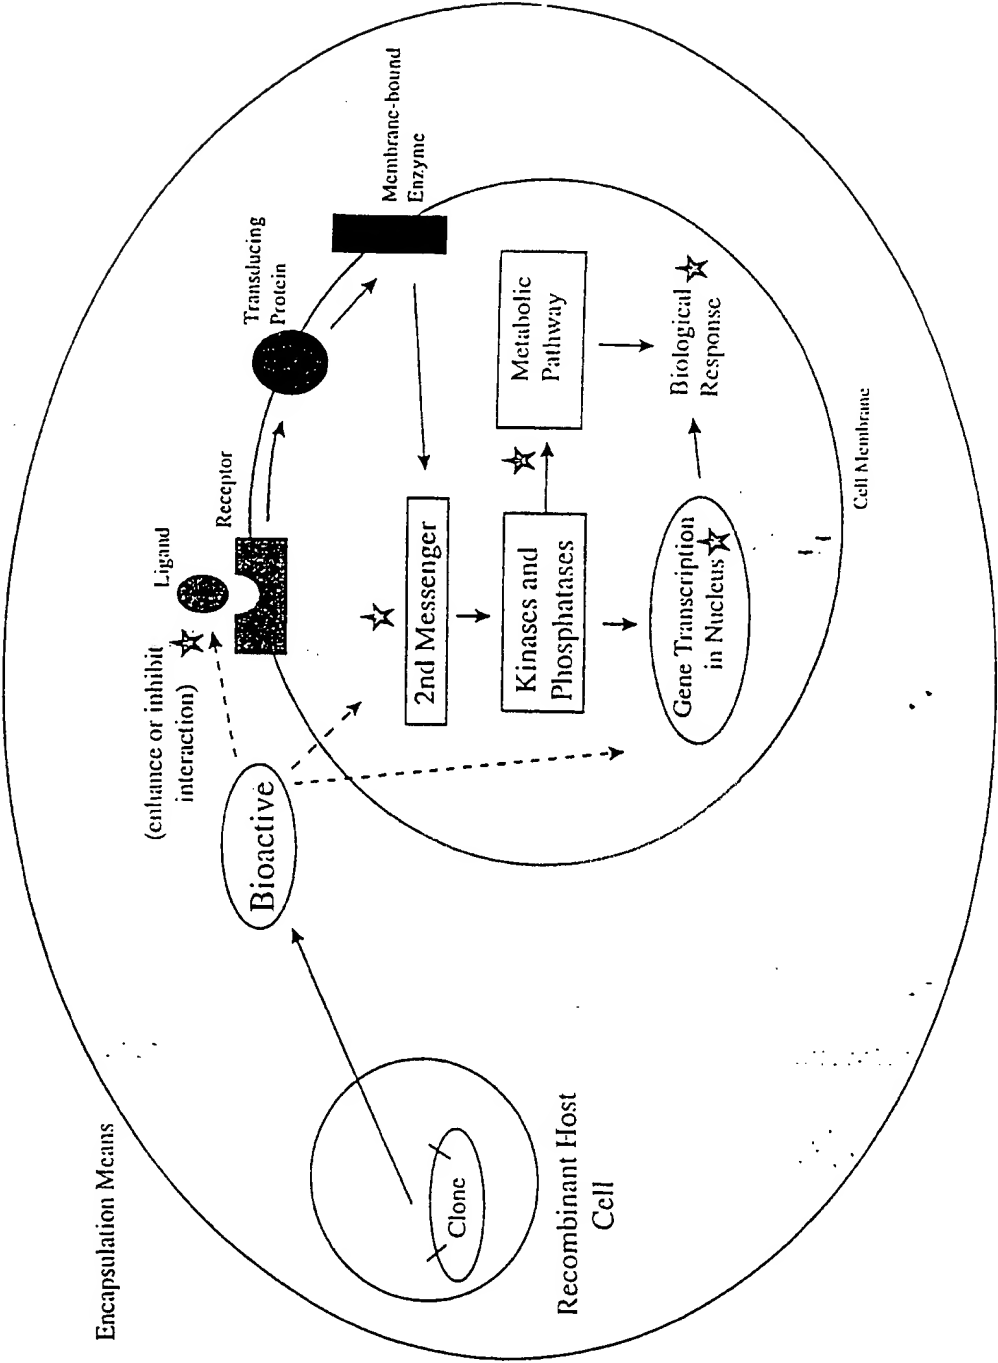 Encapsulation Means
(enhance or inhibit
interaction)
Ligand
Receptor
Transducing
Protein
Membrane-bound
Enzyme
Bioactive
2nd Messenger
Kinases and
Phosphatases
Metabolic
Pathway
Gene Transcription
in Nucleus
Biological
Response
Cell Membrane
Clone
Recombinant Host
Cell